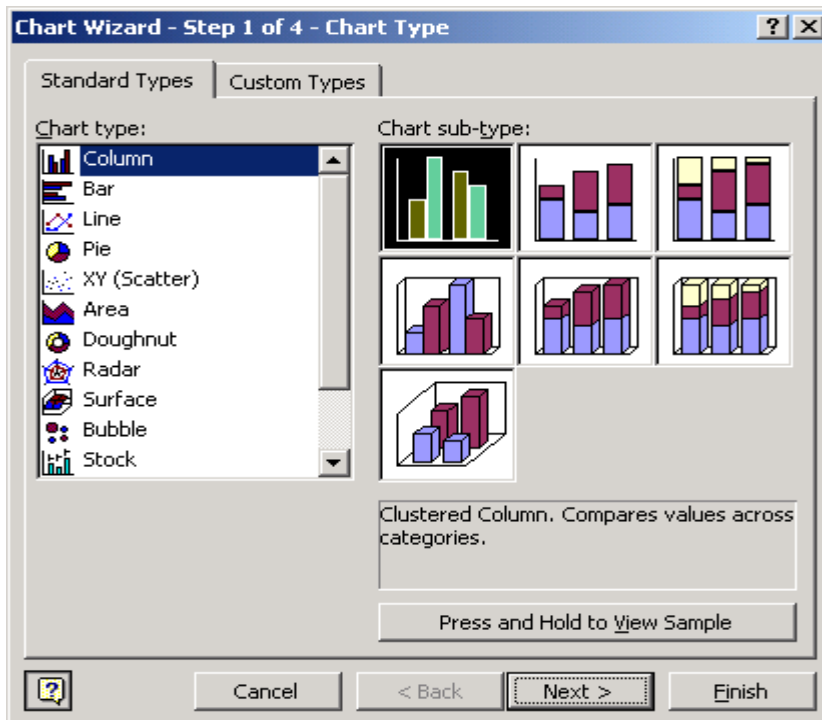 Chart Wizard - Step 1 of 4 - Chart Type
Standard Types
Custom Types
Chart type:
Column
Bar
Line
Pie
XY (Scatter)
Area
Doughnut
Radar
Surface
Bubble
Stock
Chart sub-type:
Clustered Column. Compares values across
categories.
Press and Hold to View Sample
Cancel
< Back
Next >
Finish